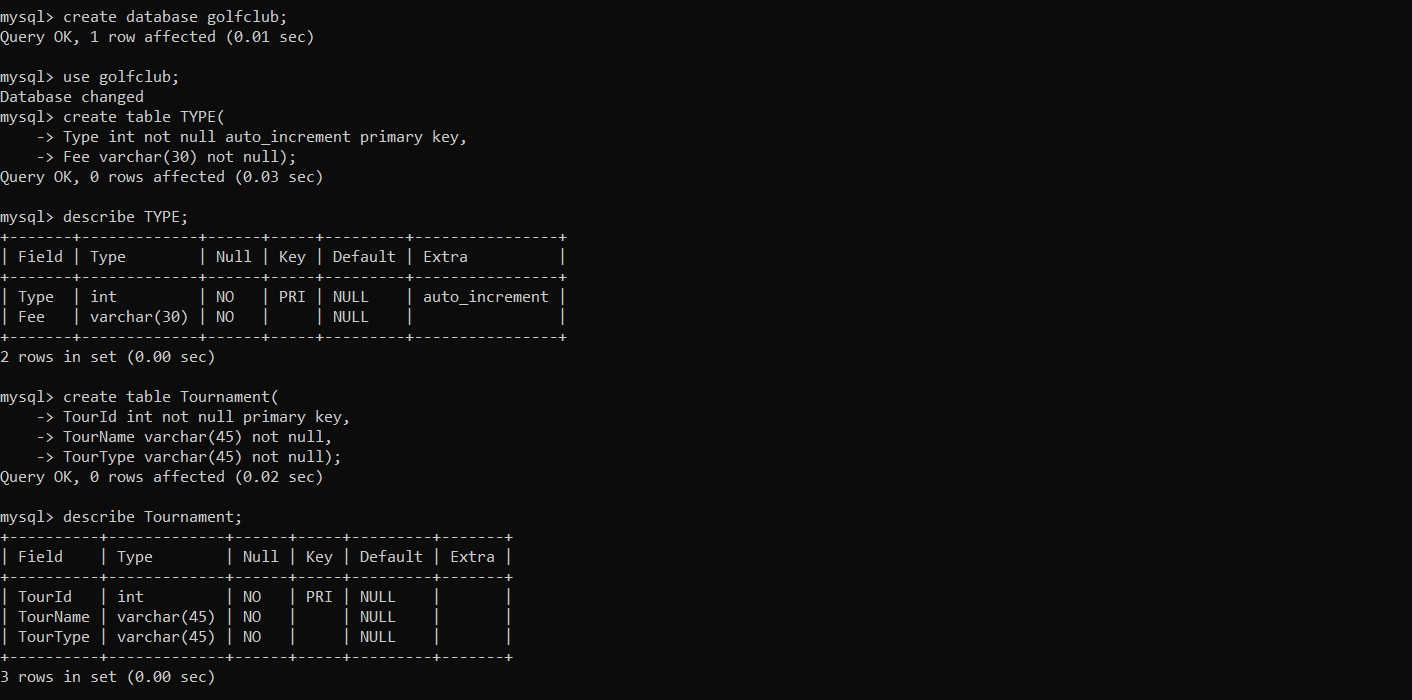 mysql> create database golfclub;
Query OK, 1 row affected (0.01 sec)

mysql> use golfclub;
Database changed
mysql> create table TYPE(
    -> Type int not null auto_increment primary key,
    -> Fee varchar(30) not null);
Query OK, 0 rows affected (0.03 sec)

mysql> describe TYPE;
+-------+-------------+------+-----+---------+----------------+
| Field | Type        | Null | Key | Default | Extra          |
+-------+-------------+------+-----+---------+----------------+
| Type  | int         | NO   | PRI | NULL    | auto_increment |
| Fee   | varchar(30) | NO   |     | NULL    |                |
+-------+-------------+------+-----+---------+----------------+
2 rows in set (0.00 sec)

mysql> create table Tournament(
    -> TourId int not null primary key,
    -> TourName varchar(45) not null,
    -> TourType varchar(45) not null);
Query OK, 0 rows affected (0.02 sec)

mysql> describe Tournament;
+----------+-------------+------+-----+---------+-------+
| Field    | Type        | Null | Key | Default | Extra |
+----------+-------------+------+-----+---------+-------+
| TourId   | int         | NO   | PRI | NULL    |       |
| TourName | varchar(45) | NO   |     | NULL    |       |
| TourType | varchar(45) | NO   |     | NULL    |       |
+----------+-------------+------+-----+---------+-------+
3 rows in set (0.00 sec)